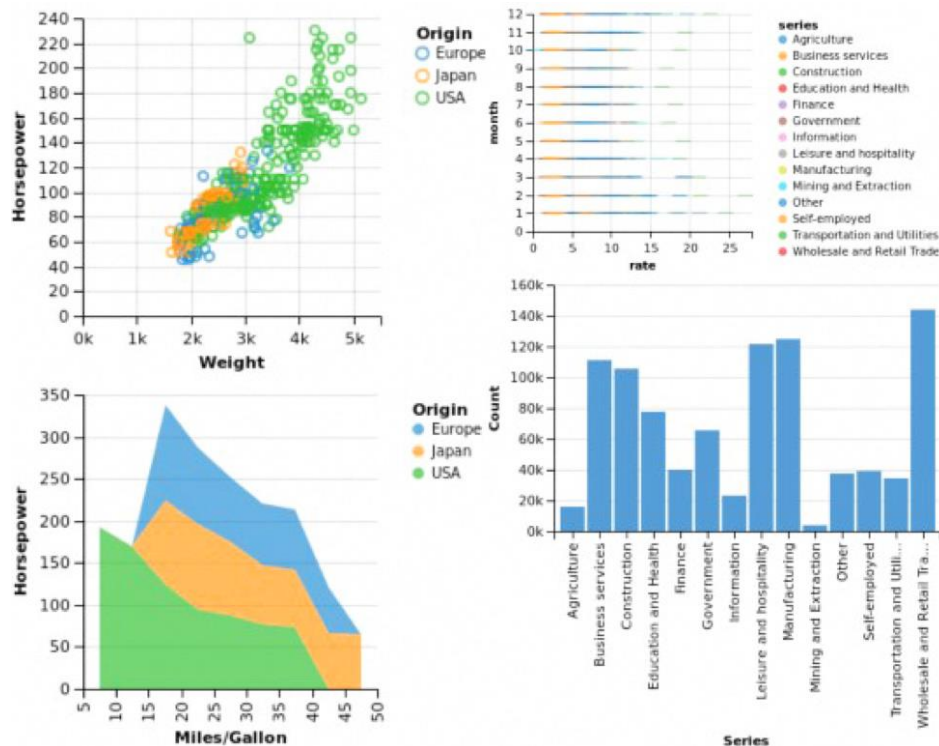 240
220
200
180
160
140
120
100
80
60
40
20
0
Horsepower
0k 1k 2k 3k 4k 5k
Weight
Origin
Europe
Japan
USA
12
11
10
9
8
7
6
5
4
3
2
1
0
month
0 5 10 15 20 25
rate
series
Agriculture
Business services
Construction
Education and Health
Finance
Government
Information
Leisure and hospitality
Manufacturing
Mining and Extraction
Other
Self-employed
Transportation and Utilities
Wholesale and Retail Trade
350
300
250
200
150
100
50
0
Horsepower
5 10 15 20 25 30 35 40 45 50
Miles/Gallon
Origin
Europe
Japan
USA
160k
140k
120k
100k
80k
60k
40k
20k
0k
Count
Agriculture
Business services
Construction
Education and Health
Finance
Government
Information
Leisure and hospitality
Manufacturing
Mining and Extraction
Other
Self-employed
Transportation and Utili...
Wholesale and Retail Tra...
Series